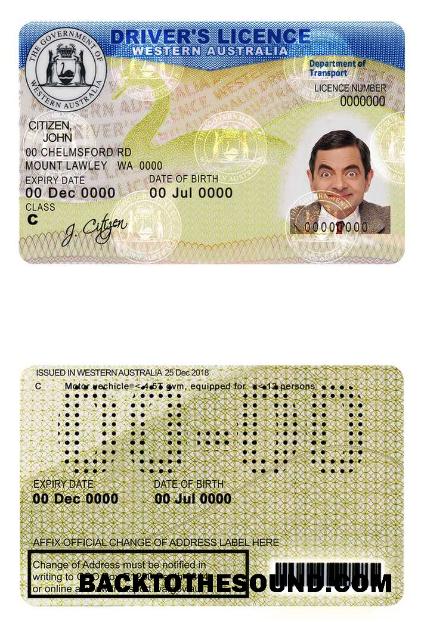 DRIVER'S LICENCE
WESTERN AUSTRALIA
THE GOVERNMENT OF
WESTERN AUSTRALIA
Department of
Transport
LICENCE NUMBER
0000000
CITIZEN,
JOHN
00 CHELMSFORD RD
MOUNT LAWLEY WA 0000
EXPIRY DATE DATE OF BIRTH
00 Dec 0000 00 Jul 0000
CLASS
C
J. Citizen
0000000
ISSUED IN WESTERN AUSTRALIA 25 Dec 2018
C Motor vechicle=< 4.5T gvm, equipped for =<12 persons
00-00
EXPIRY DATE DATE OF BIRTH
00 Dec 0000 00 Jul 0000
AFFIX OFFICIAL CHANGE OF ADDRESS LABEL HERE
Change of Address must be notified in
writing to
BACKTOTHESOUND.COM
or online